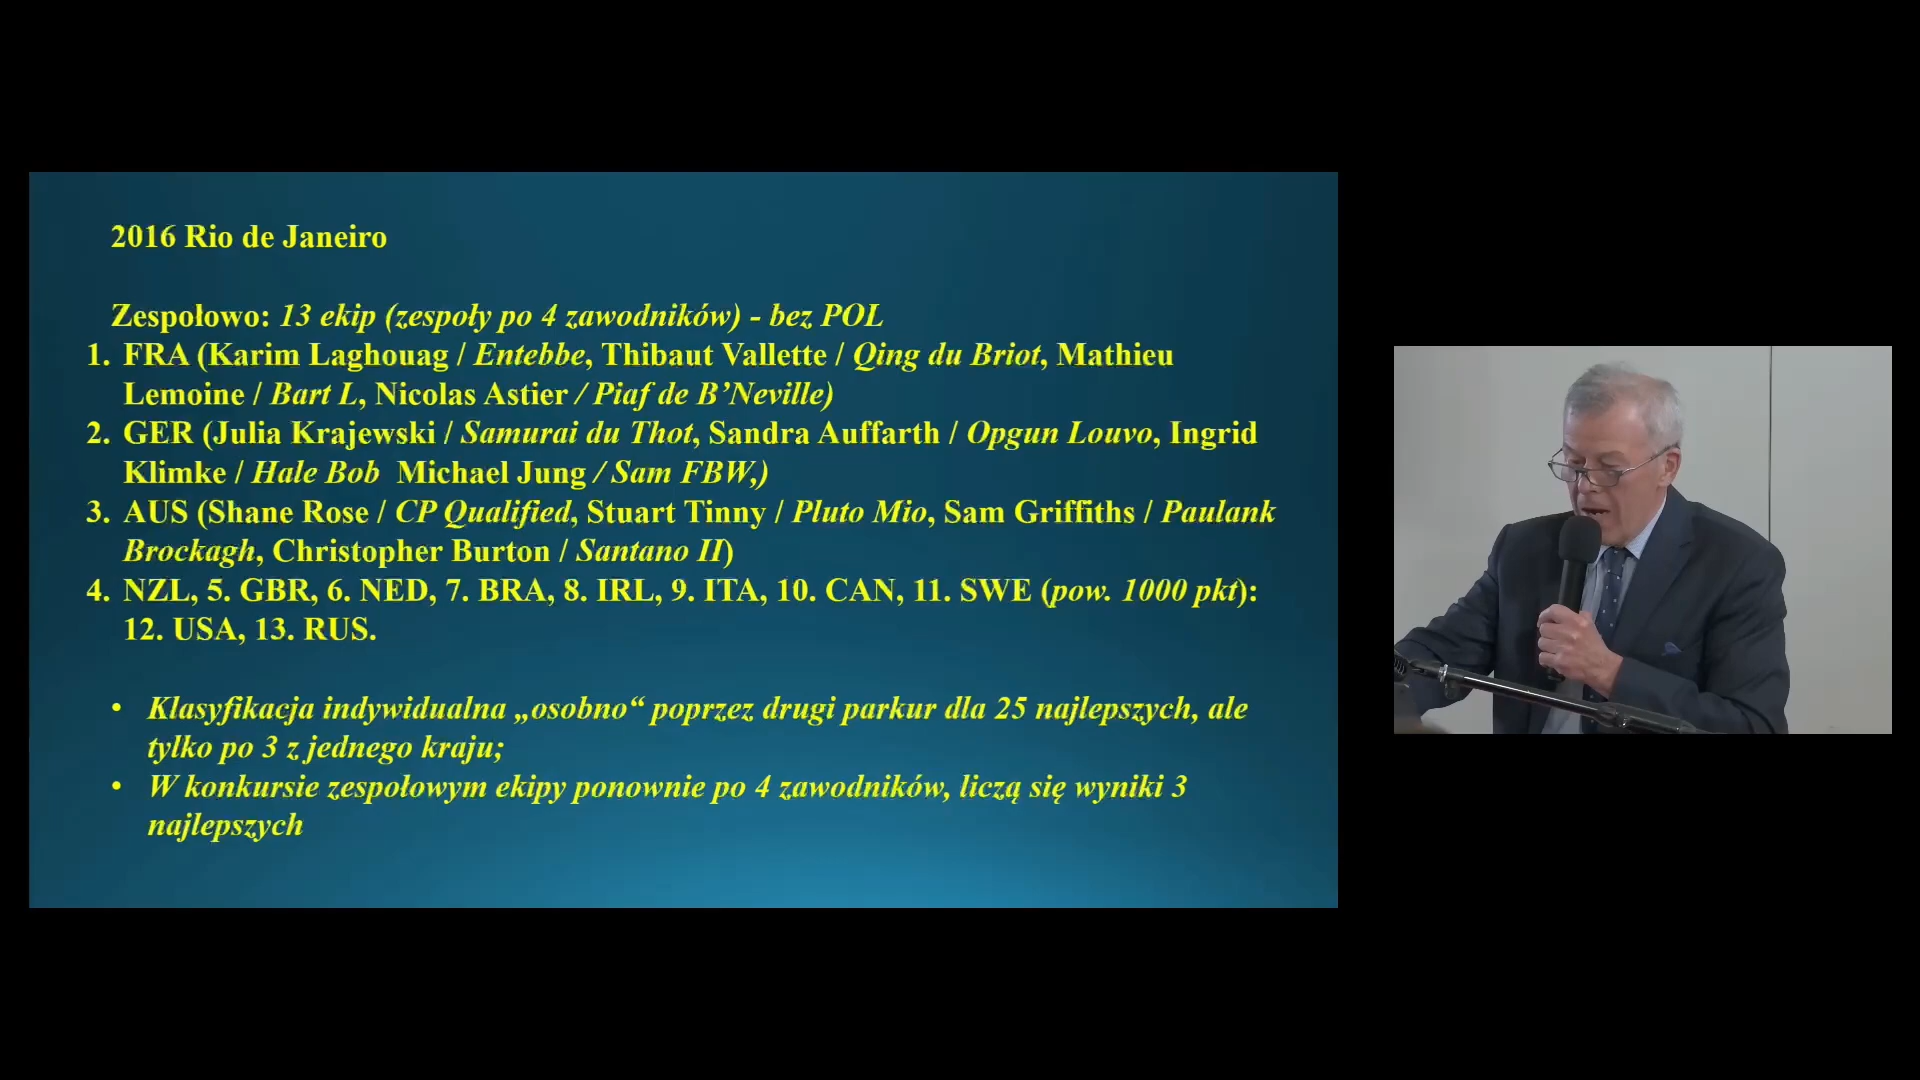 2016 Rio de Janeiro
Zespołowo: 13 ekip (zespoły po 4 zawodników) - bez POL
1. FRA (Karim Laghouag / Entebbe, Thibaut Vallette / Qing du Briot, Mathieu
Lemoine / Bart L, Nicolas Astier / Piaf de B’Neville)
2. GER (Julia Krajewski / Samurai du Thot, Sandra Auffarth / Opgun Louvo, Ingrid
Klimke / Hale Bob Michael Jung / Sam FBW,)
3. AUS (Shane Rose / CP Qualified, Stuart Tinny / Pluto Mio, Sam Griffiths / Paulank
Brockagh, Christopher Burton / Santano II)
4. NZL, 5. GBR, 6. NED, 7. BRA, 8. IRL, 9. ITA, 10. CAN, 11. SWE (pow. 1000 pkt):
12. USA, 13. RUS.
• Klasyfikacja indywidualna „osobno“ poprzez drugi parkur dla 25 najlepszych, ale
tylko po 3 z jednego kraju;
• W konkursie zespołowym ekipy ponownie po 4 zawodników, liczą się wyniki 3
najlepszych